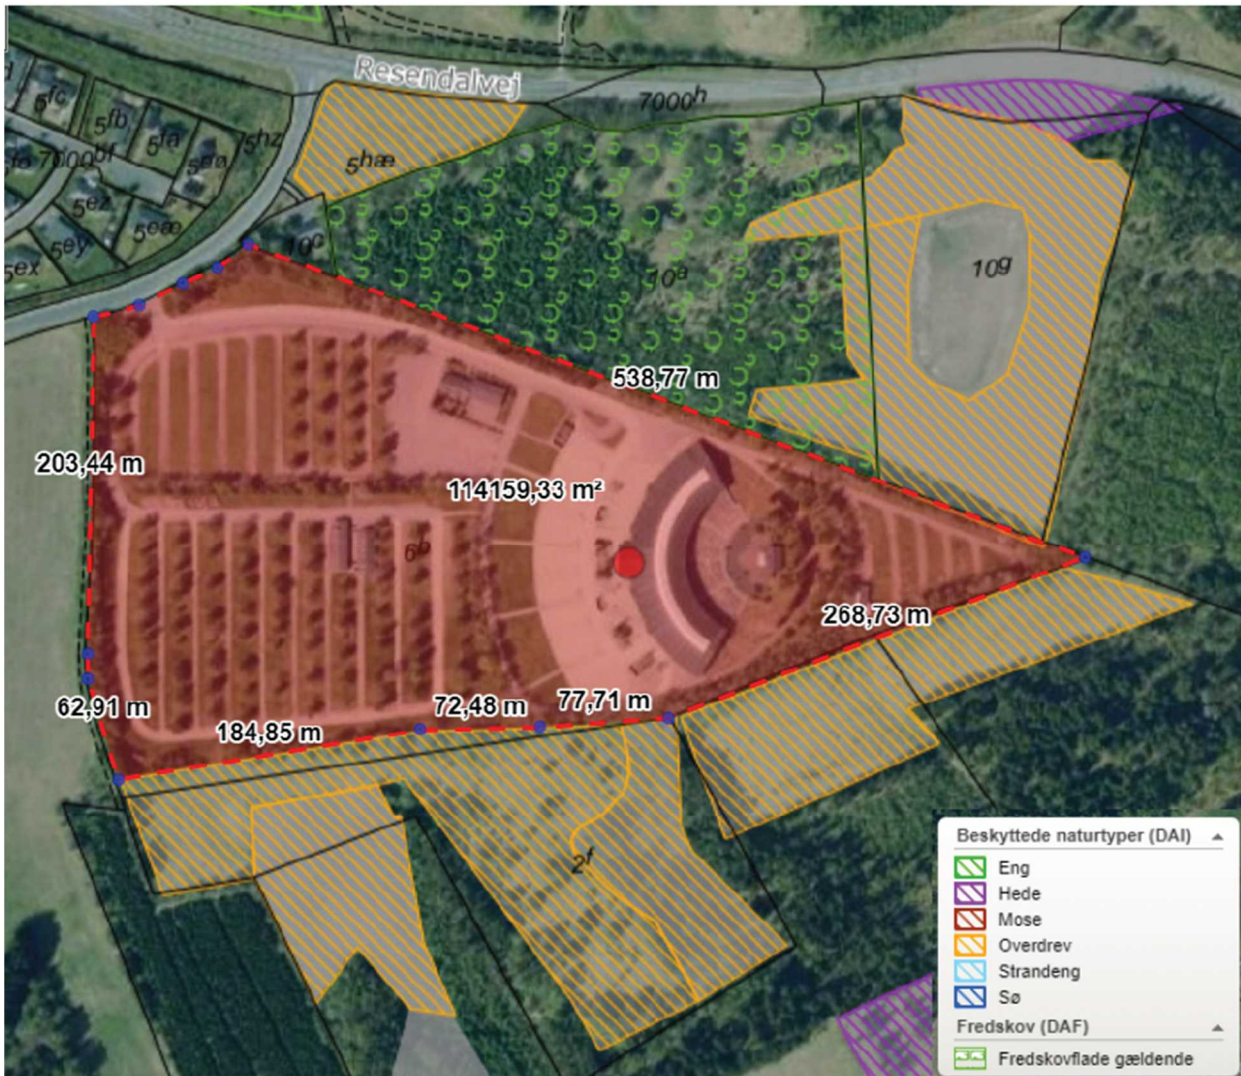 Resendalvej
7000h
5fc
5fb
5fa
5hz
7000bf
5eø
5hæ
5ez
5eæ
5ey
5ex
10c
10a
10g
538,77 m
203,44 m
114159,33 m²
6b
268,73 m
62,91 m
72,48 m
77,71 m
184,85 m
2f
Beskyttede naturtyper (DAI)
Eng
Hede
Mose
Overdrev
Strandeng
Sø
Fredskov (DAF)
Fredskovflade gældende